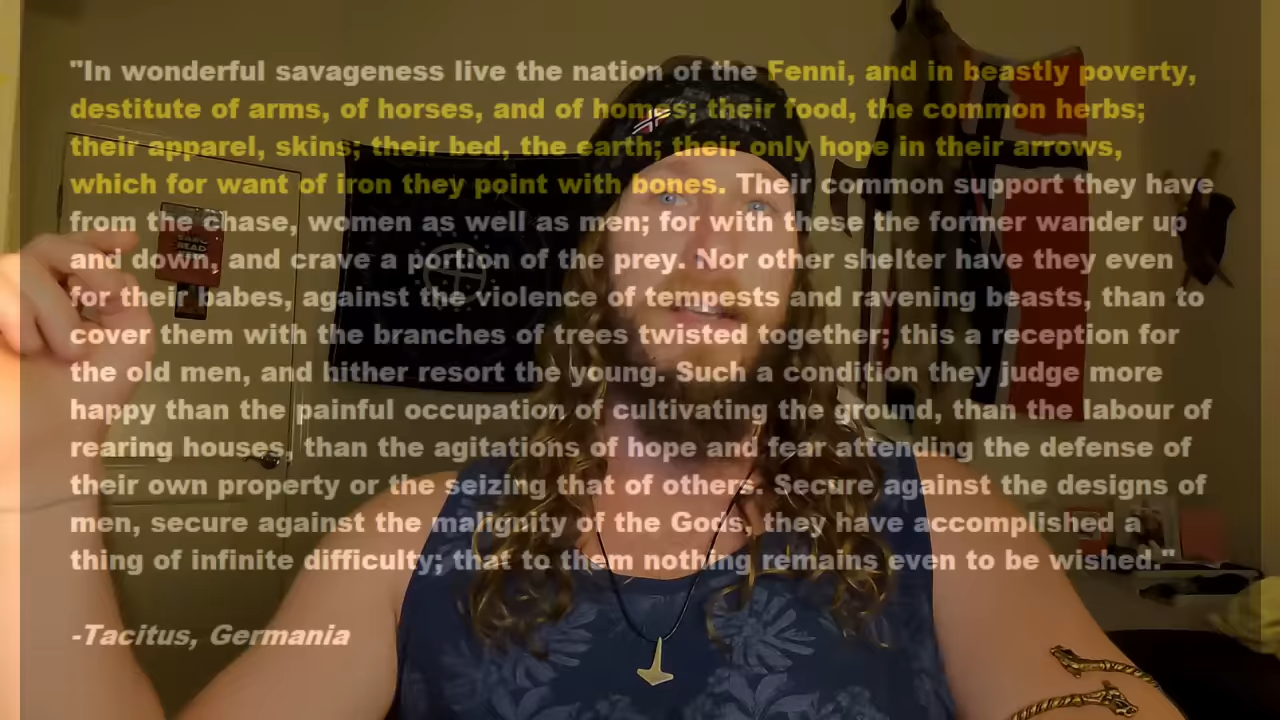 "In wonderful savageness live the nation of the Fenni, and in beastly poverty,
destitute of arms, of horses, and of homes; their food, the common herbs;
their apparel, skins; their bed, the earth; their only hope in their arrows,
which for want of iron they point with bones. Their common support they have
from the chase, women as well as men; for with these the former wander up
and down, and crave a portion of the prey. Nor other shelter have they even
for their babes, against the violence of tempests and ravening beasts, than to
cover them with the branches of trees twisted together; this a reception for
the old men, and hither resort the young. Such a condition they judge more
happy than the painful occupation of cultivating the ground, than the labour of
rearing houses, than the agitations of hope and fear attending the defense of
their own property or the seizing that of others. Secure against the designs of
men, secure against the malignity of the Gods, they have accomplished a
thing of infinite difficulty; that to them nothing remains even to be wished."
-Tacitus, Germania